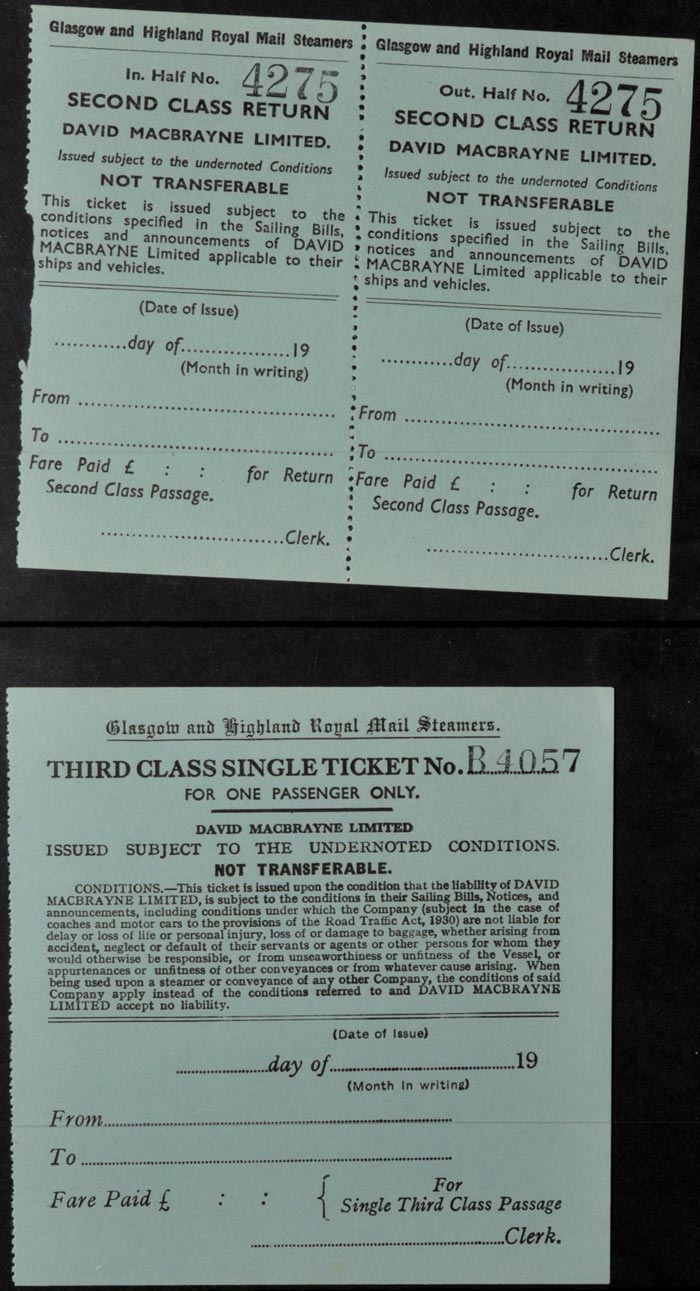 Glasgow and Highland Royal Mail Steamers
In. Half No. 4275
SECOND CLASS RETURN
DAVID MACBRAYNE LIMITED.
Issued subject to the undernoted Conditions
NOT TRANSFERABLE
This ticket is issued subject to the
conditions specified in the Sailing Bills,
notices and announcements of DAVID
MACBRAYNE Limited applicable to their
ships and vehicles.
(Date of Issue)
............day of..................19
(Month in writing)
From ............................................
To ................................................
Fare Paid £ : : for Return
Second Class Passage.
...............................Clerk.
Glasgow and Highland Royal Mail Steamers
Out. Half No. 4275
SECOND CLASS RETURN
DAVID MACBRAYNE LIMITED.
Issued subject to the undernoted Conditions
NOT TRANSFERABLE
This ticket is issued subject to the
conditions specified in the Sailing Bills,
notices and announcements of DAVID
MACBRAYNE Limited applicable to their
ships and vehicles.
(Date of Issue)
............day of..................19
(Month in writing)
From ............................................
To ................................................
Fare Paid £ : : for Return
Second Class Passage.
...............................Clerk.
Glasgow and Highland Royal Mail Steamers.
THIRD CLASS SINGLE TICKET No. B.4057
FOR ONE PASSENGER ONLY.
DAVID MACBRAYNE LIMITED
ISSUED SUBJECT TO THE UNDERNOTED CONDITIONS.
NOT TRANSFERABLE.
CONDITIONS.—This ticket is issued upon the condition that the liability of DAVID
MACBRAYNE LIMITED, is subject to the conditions in their Sailing Bills, Notices, and
announcements, including conditions under which the Company (subject in the case of
coaches and motor cars to the provisions of the Road Traffic Act, 1930) are not liable for
delay or loss of life or personal injury, loss of or damage to baggage, whether arising from
accident, neglect or default of their servants or agents or other persons for whom they
would otherwise be responsible, or from unseaworthiness or unfitness of the Vessel, or
appurtenances or unfitness of other conveyances or from whatever cause arising. When
being used upon a steamer or conveyance of any other Company, the conditions of said
Company apply instead of the conditions referred to and DAVID MACBRAYNE
LIMITED accept no liability.
(Date of Issue)
................day of................................19
(Month in writing)
From............................................................
To................................................................
Fare Paid £ : : { For
Single Third Class Passage
............................................Clerk.